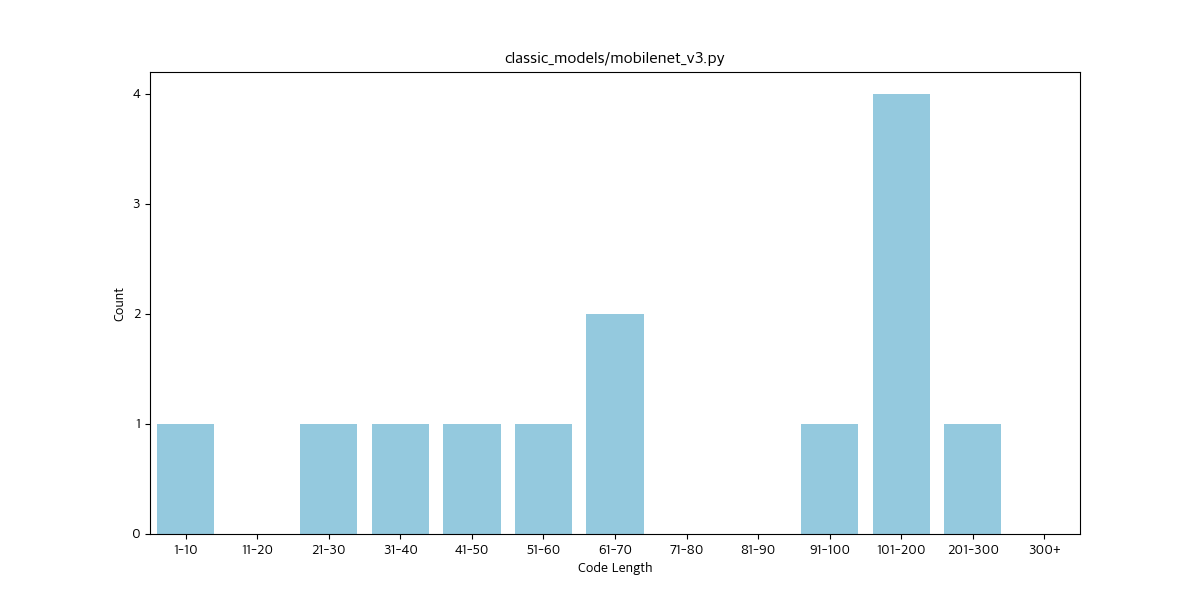 classic_models/mobilenet_v3.py
4
3
2
1
0
Count
1-10 11-20 21-30 31-40 41-50 51-60 61-70 71-80 81-90 91-100 101-200 201-300 300+
Code Length